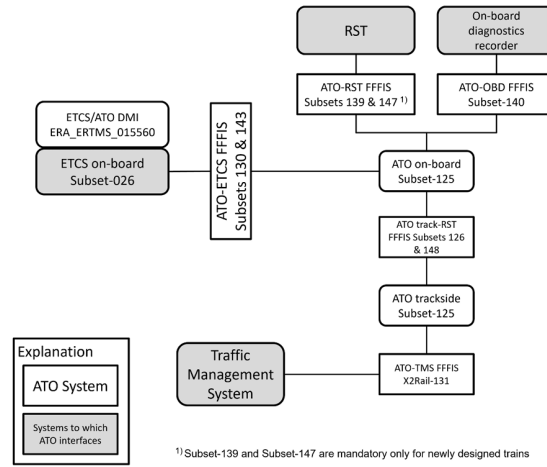 RST
On-board
diagnostics
recorder
ATO-RST FFFIS
Subsets 139 & 147 1)
ATO-OBD FFFIS
Subset-140
ETCS/ATO DMI
ERA_ERTMS_015560
ETCS on-board
Subset-026
ATO-ETCS FFFIS
Subsets 130 & 143
ATO on-board
Subset-125
ATO track-RST
FFFIS Subsets 126
& 148
ATO trackside
Subset-125
Explanation
ATO System
Systems to which
ATO interfaces
Traffic
Management
System
ATO-TMS FFFIS
X2Rail-131
1) Subset-139 and Subset-147 are mandatory only for newly designed trains